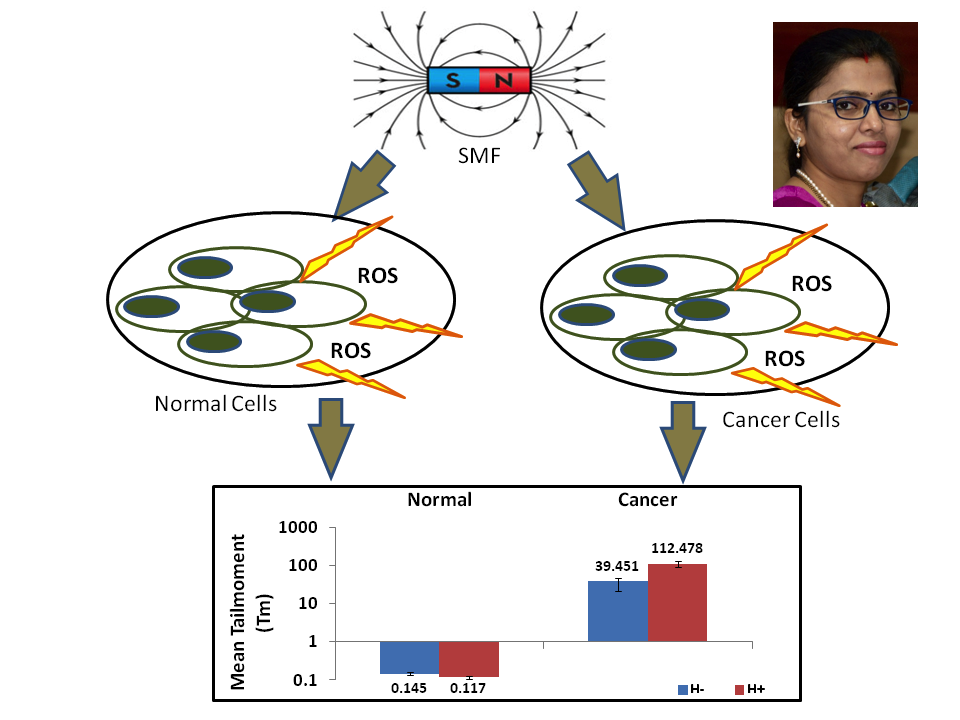 S N
SMF
ROS
ROS
Normal Cells
ROS
ROS
Cancer Cells
Normal Cancer
Mean Tailmoment
(Tm)
1000
100
10
1
0.1
39.451
112.478
0.145
0.117
H- H+